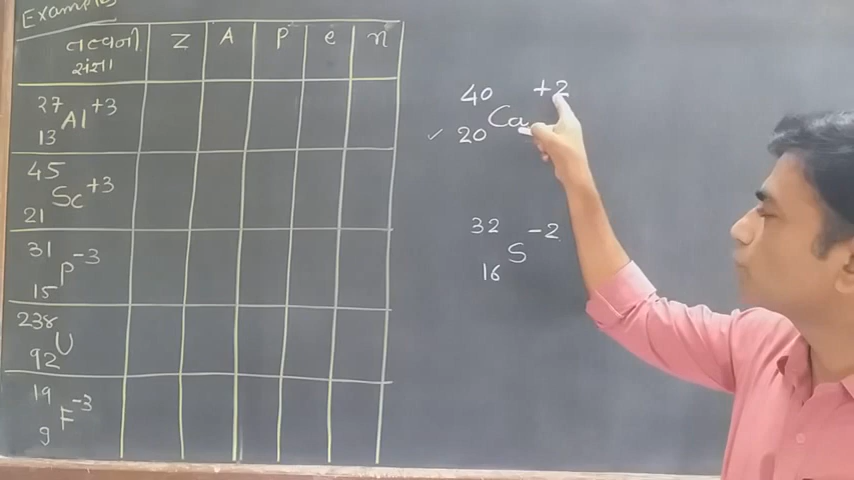 Examples
તત્વની સંજ્ઞા Z A P e n
27 13 Al +3
45 21 Sc +3
31 15 P -3
238 92 U
19 9 F -3
40 20 Ca +2
32 16 S -2